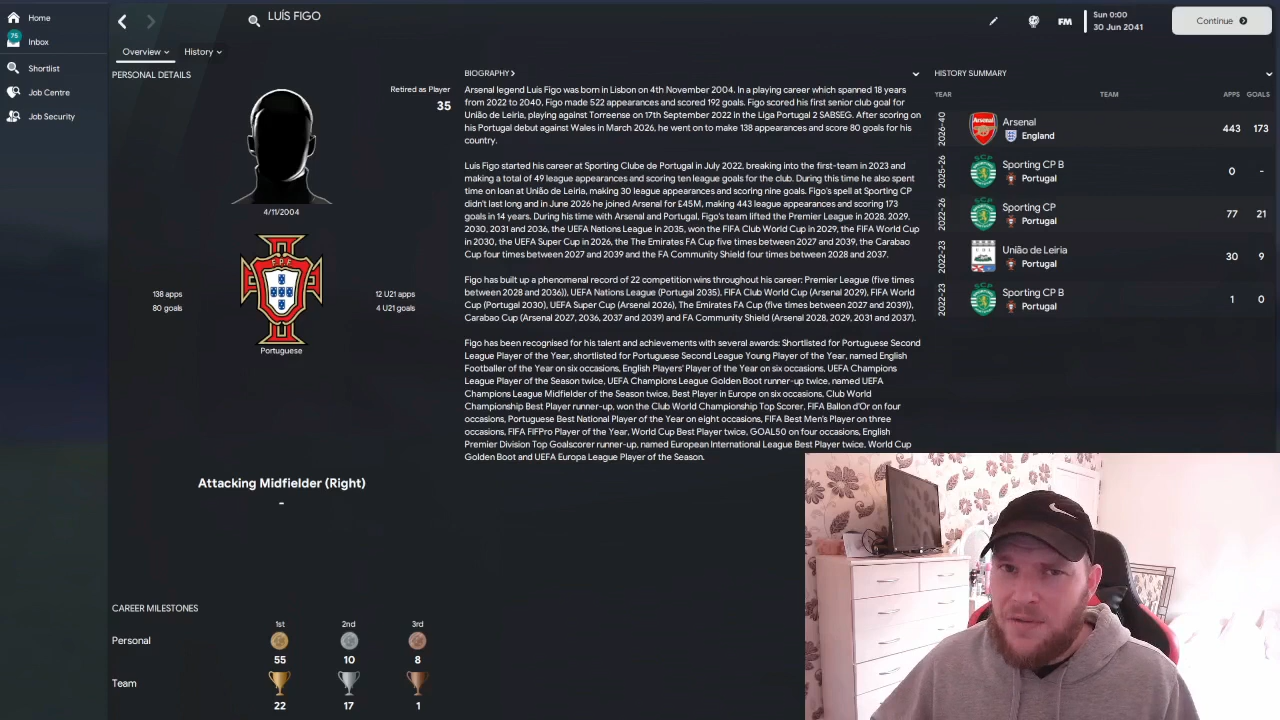 Home
75
Inbox
Shortlist
Job Centre
Job Security
LUÍS FIGO
FM
Sun 0:00
30 Jun 2041
Continue
Overview
History
PERSONAL DETAILS
Retired as Player
35
4/11/2004
F.P.F.
138 apps
80 goals
12 U21 apps
4 U21 goals
Portuguese
Attacking Midfielder (Right)
-
CAREER MILESTONES
1st
2nd
3rd
Personal
55
10
8
Team
22
17
1
BIOGRAPHY
Arsenal legend Luís Figo was born in Lisbon on 4th November 2004. In a playing career which spanned 18 years
from 2022 to 2040, Figo made 522 appearances and scored 192 goals. Figo scored his first senior club goal for
União de Leiria, playing against Torreense on 17th September 2022 in the Liga Portugal 2 SABSEG. After scoring on
his Portugal debut against Wales in March 2026, he went on to make 138 appearances and score 80 goals for his
country.
Luís Figo started his career at Sporting Clube de Portugal in July 2022, breaking into the first-team in 2023 and
making a total of 49 league appearances and scoring ten league goals for the club. During this time he also spent
time on loan at União de Leiria, making 30 league appearances and scoring nine goals. Figo's spell at Sporting CP
didn't last long and in June 2026 he joined Arsenal for £45M, making 443 league appearances and scoring 173
goals in 14 years. During his time with Arsenal and Portugal, Figo's team lifted the Premier League in 2028, 2029,
2030, 2031 and 2036, the UEFA Nations League in 2035, won the FIFA Club World Cup in 2029, the FIFA World
Cup in 2030, the UEFA Super Cup in 2026, the The Emirates FA Cup five times between 2027 and 2039, the Carabao
Cup four times between 2027 and 2039 and the FA Community Shield four times between 2028 and 2037.
Figo has built up a phenomenal record of 22 competition wins throughout his career: Premier League (five times
between 2028 and 2036)), UEFA Nations League (Portugal 2035), FIFA Club World Cup (Arsenal 2029), FIFA World
Cup (Portugal 2030), UEFA Super Cup (Arsenal 2026), The Emirates FA Cup (five times between 2027 and 2039)),
Carabao Cup (Arsenal 2027, 2036, 2037 and 2039) and FA Community Shield (Arsenal 2028, 2029, 2031 and 2037).
Figo has been recognised for his talent and achievements with several awards: Shortlisted for Portuguese Second
League Player of the Year, shortlisted for Portuguese Second League Young Player of the Year, named English
Footballer of the Year on six occasions, English Players' Player of the Year on six occasions, UEFA Champions
League Player of the Season twice, UEFA Champions League Golden Boot runner-up twice, named UEFA
Champions League Midfielder of the Season twice, Best Player in Europe on six occasions, Club World
Championship Best Player runner-up, won the Club World Championship Top Scorer, FIFA Ballon d'Or on four
occasions, Portuguese Best National Player of the Year on eight occasions, FIFA Best Men's Player on three
occasions, FIFA FIFPro Player of the Year, World Cup Best Player twice, GOAL50 on four occasions, English
Premier Division Top Goalscorer runner-up, named European International League Best Player twice, World Cup
Golden Boot and UEFA Europa League Player of the Season.
HISTORY SUMMARY
YEAR
TEAM
APPS
GOALS
2026-40
Arsenal
England
443
173
2025-26
Sporting CP B
Portugal
0
-
2022-26
Sporting CP
Portugal
77
21
2022-23
União de Leiria
Portugal
30
9
2022-23
Sporting CP B
Portugal
1
0